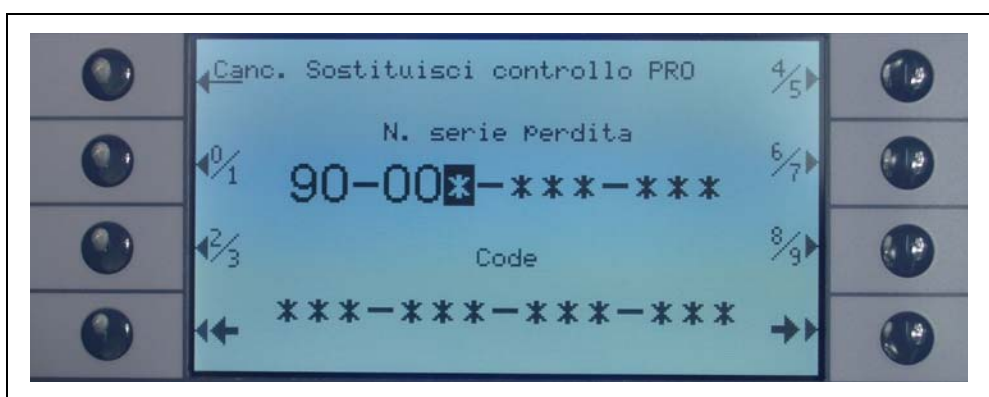 Canc. Sostituisci controllo PRO 4/5
N. serie Perdita
0/1 6/7
90-00*-***-***
2/3 8/9
Code
***-***-***-***